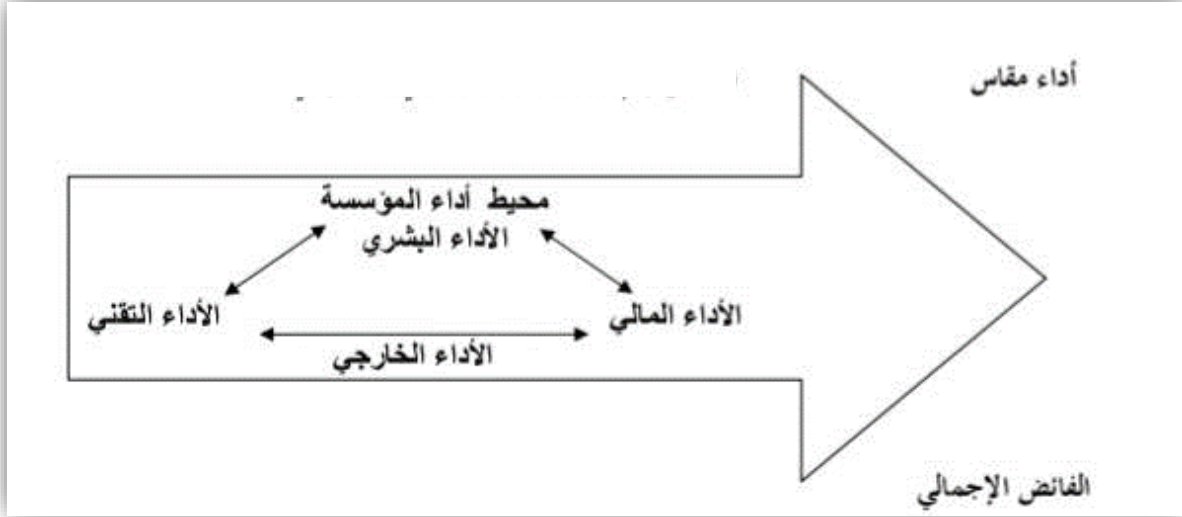 أداء مقاس
محيط أداء المؤسسة
الأداء البشري
الأداء التقني
الأداء المالي
الأداء الخارجي
الفائض الإجمالي